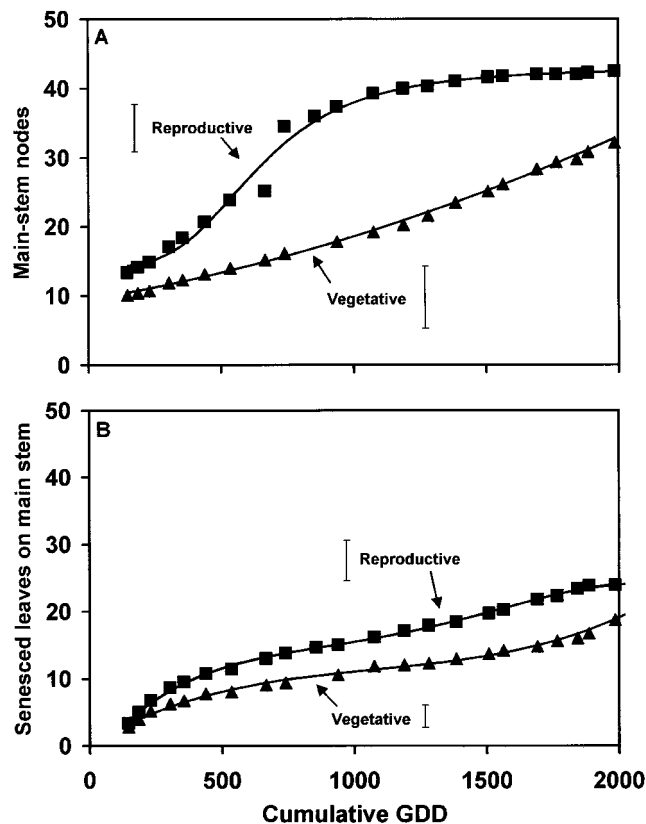 50
A
40
Reproductive
30
20
Vegetative
10
0
Main-stem nodes
50
B
40
30
Reproductive
20
10
Vegetative
0
Senesced leaves on main stem
0 500 1000 1500 2000
Cumulative GDD